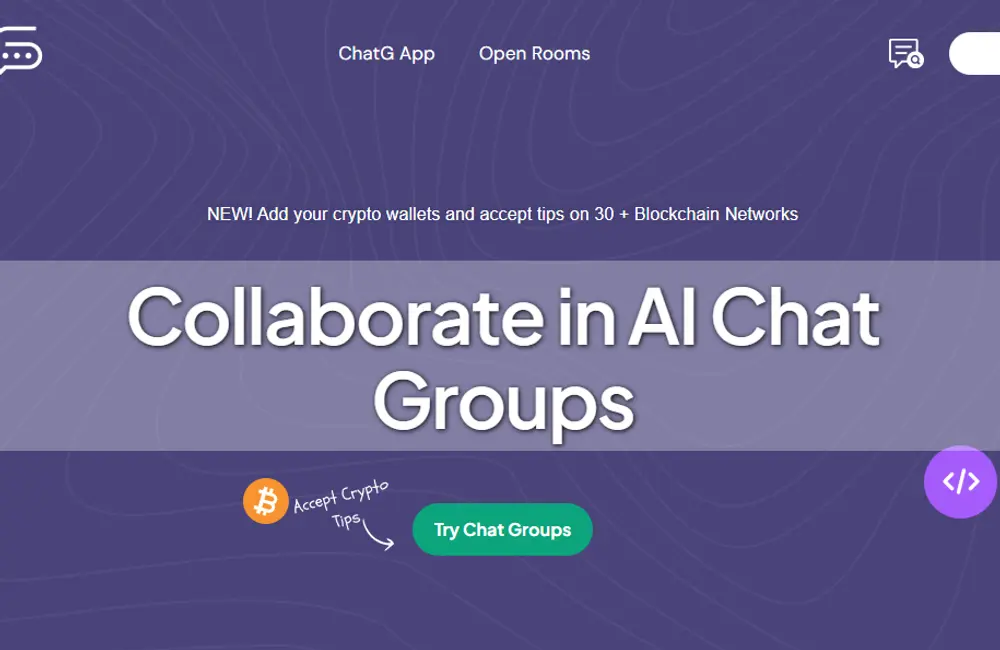 ChatG App Open Rooms
NEW! Add your crypto wallets and accept tips on 30 + Blockchain Networks
Collaborate in AI Chat
Groups
Accept Crypto
Tips
Try Chat Groups
</>